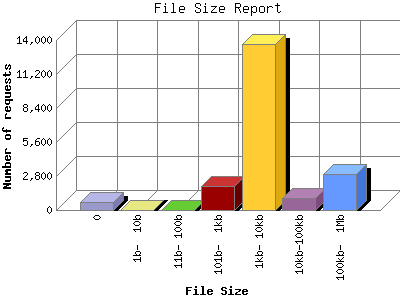 File Size Report
Number of requests
14,000
11,200
8,400
5,600
2,800
0
0
1b- 10b
11b- 100b
101b- 1kb
1kb- 10kb
10kb-100kb
100kb- 1Mb
File Size